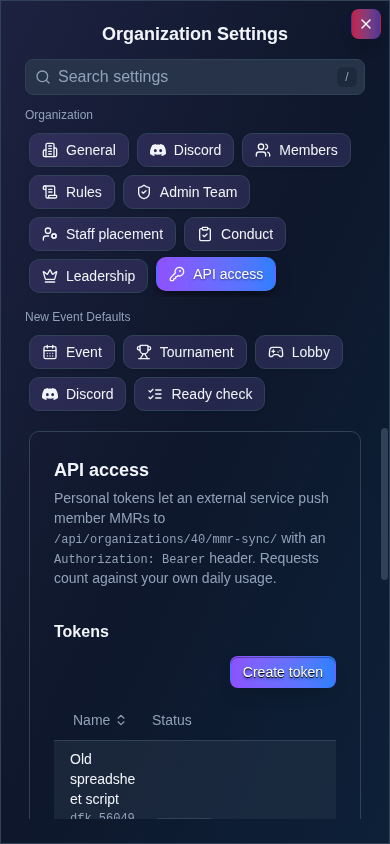 Organization Settings
Search settings /
Organization
General Discord Members
Rules Admin Team
Staff placement Conduct
Leadership API access
New Event Defaults
Event Tournament Lobby
Discord Ready check
API access
Personal tokens let an external service push
member MMRs to
/api/organizations/40/mmr-sync/ with an
Authorization: Bearer header. Requests
count against your own daily usage.
Tokens
Create token
Name Status
Old
spreadshe
et script
dfk_56049